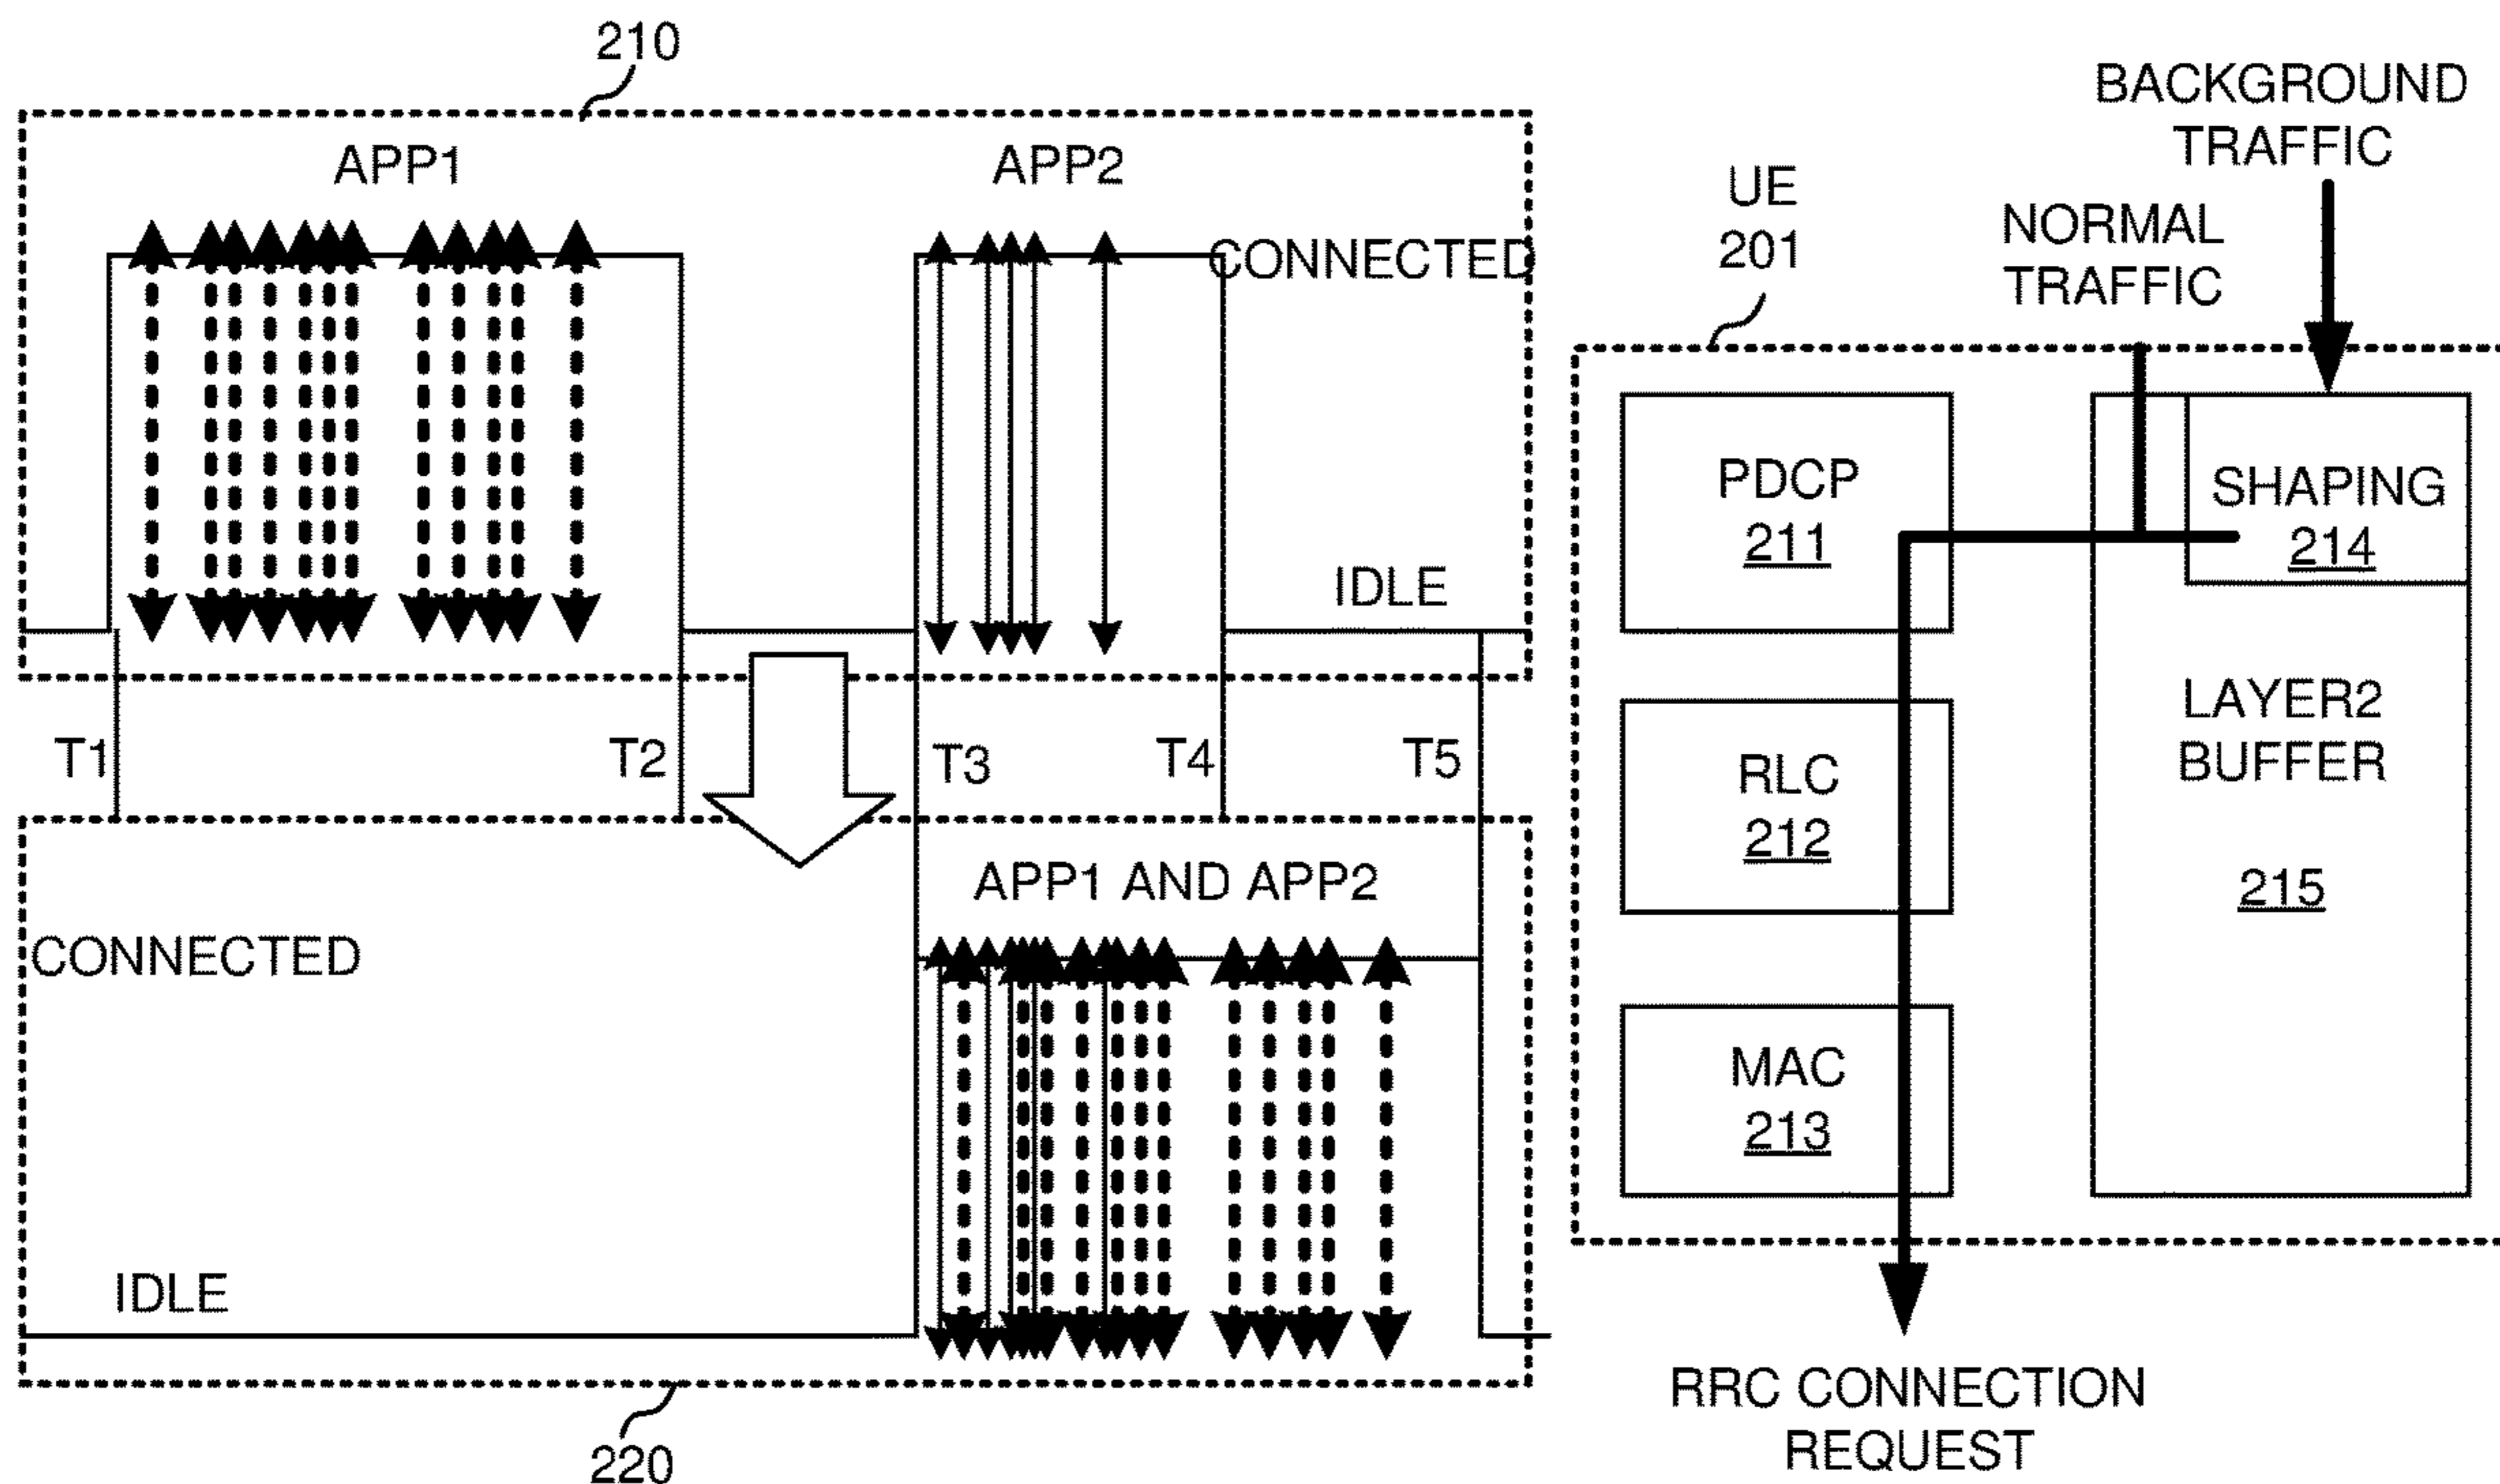 210
APP1
APP2
CONNECTED
IDLE
T1
T2
T3
T4
T5
APP1 AND APP2
CONNECTED
IDLE
220
BACKGROUND
TRAFFIC
UE
201
NORMAL
TRAFFIC
PDCP
211
SHAPING
214
RLC
212
LAYER2
BUFFER
215
MAC
213
RRC CONNECTION
REQUEST